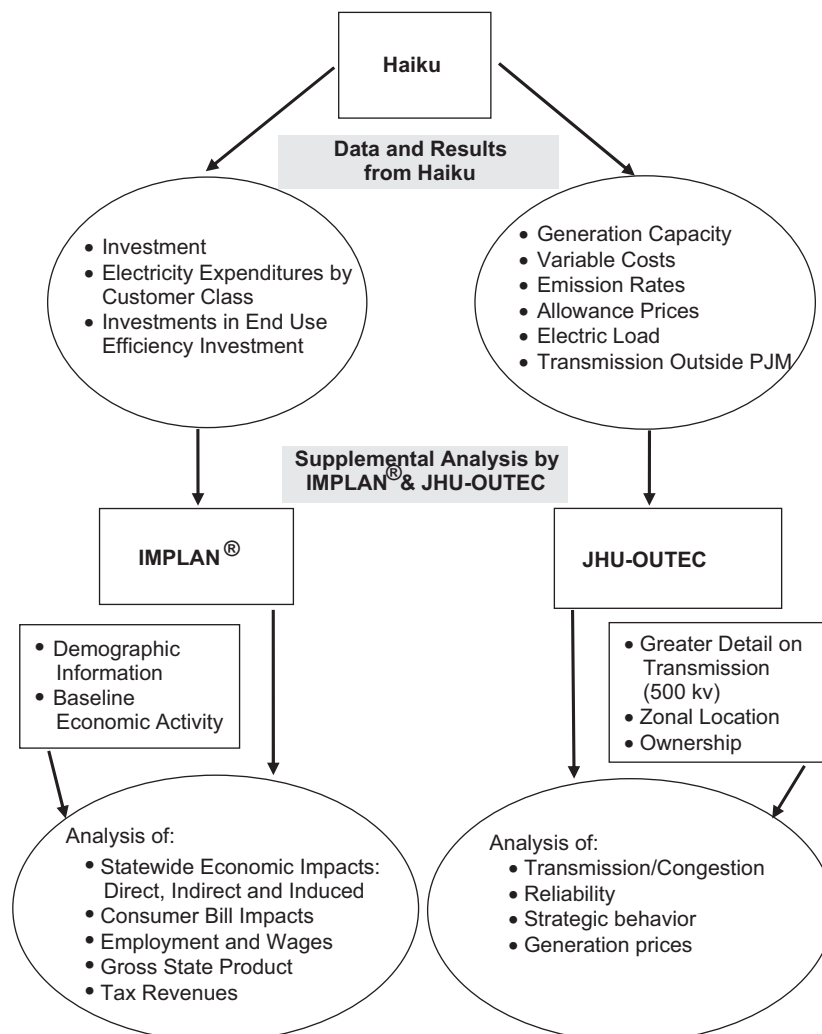 Haiku
Data and Results
from Haiku
• Investment
• Electricity Expenditures by
Customer Class
• Investments in End Use
Efficiency Investment
• Generation Capacity
• Variable Costs
• Emission Rates
• Allowance Prices
• Electric Load
• Transmission Outside PJM
Supplemental Analysis by
IMPLAN® & JHU-OUTEC
IMPLAN®
JHU-OUTEC
• Demographic
Information
• Baseline
Economic Activity
• Greater Detail on
Transmission
(500 kv)
• Zonal Location
• Ownership
Analysis of:
• Statewide Economic Impacts:
Direct, Indirect and Induced
• Consumer Bill Impacts
• Employment and Wages
• Gross State Product
• Tax Revenues
Analysis of:
• Transmission/Congestion
• Reliability
• Strategic behavior
• Generation prices